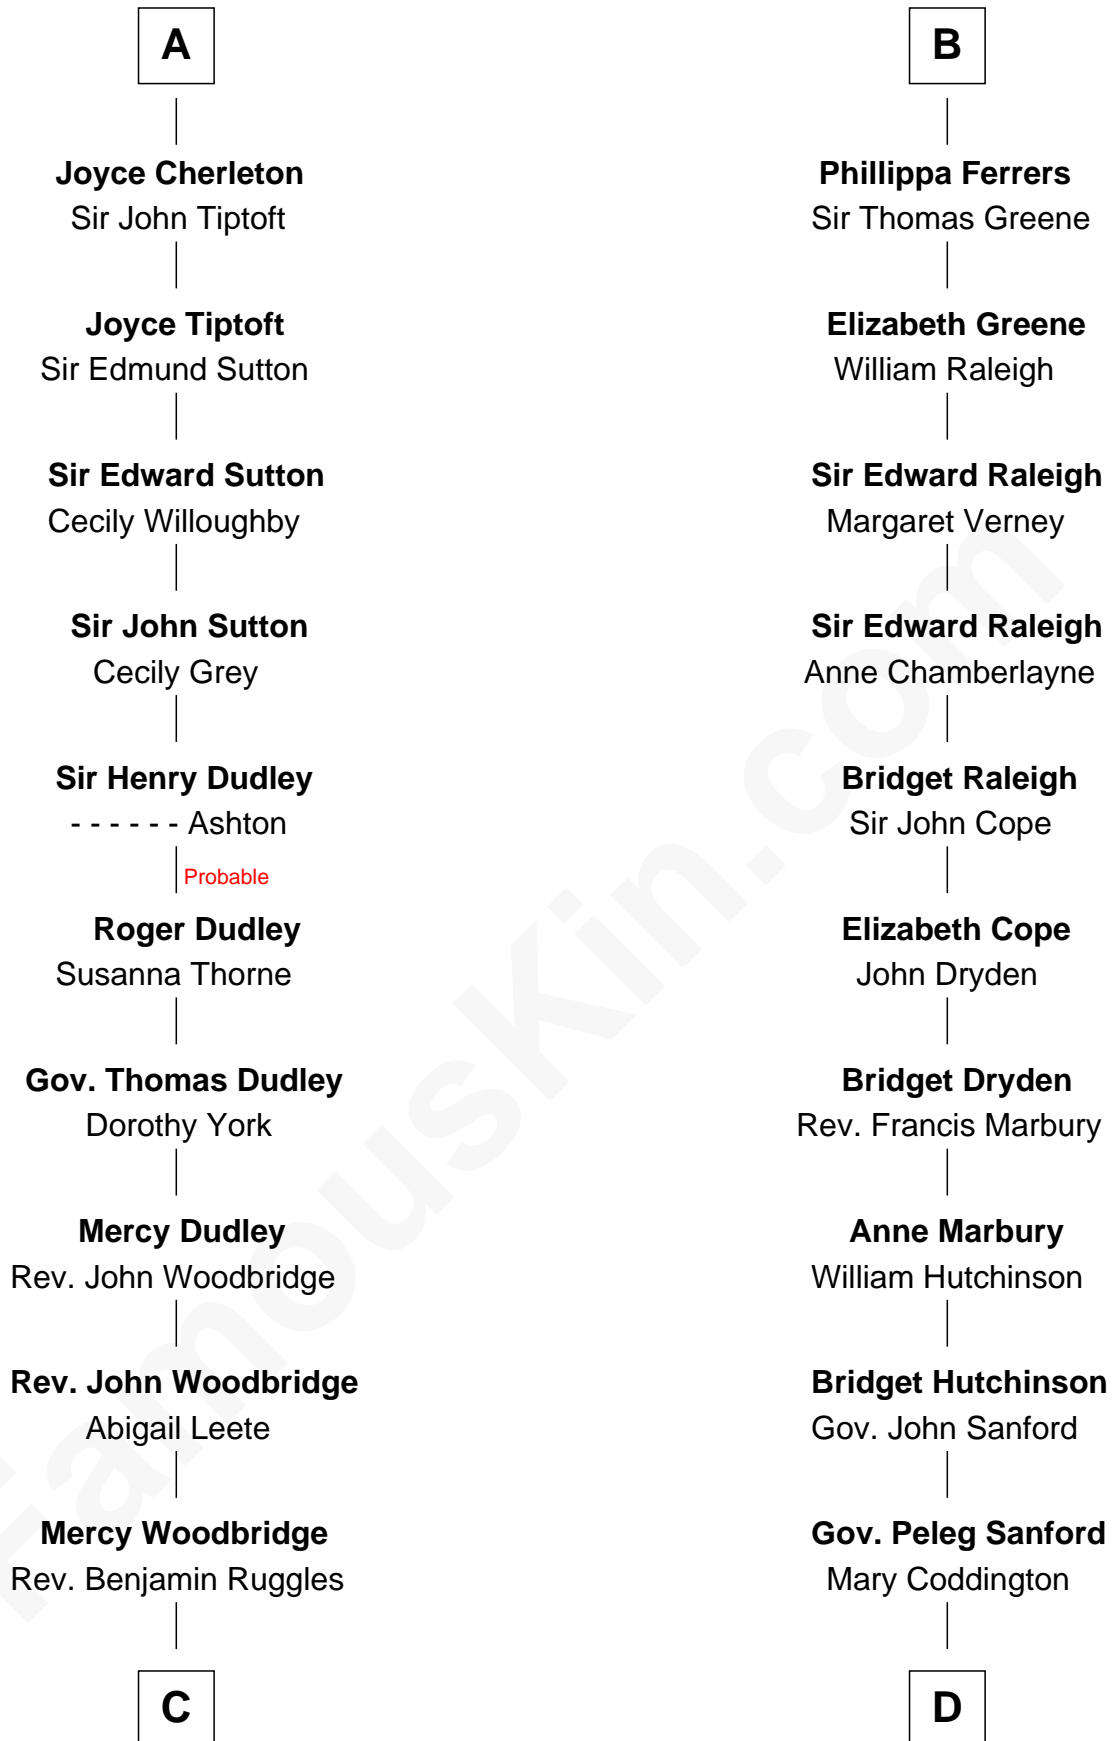 A
Joyce Cherleton
Sir John Tiptoft
Joyce Tiptoft
Sir Edmund Sutton
Sir Edward Sutton
Cecily Willoughby
Sir John Sutton
Cecily Grey
Sir Henry Dudley
- - - - - - Ashton
Probable
Roger Dudley
Susanna Thorne
Gov. Thomas Dudley
Dorothy York
Mercy Dudley
Rev. John Woodbridge
Rev. John Woodbridge
Abigail Leete
Mercy Woodbridge
Rev. Benjamin Ruggles
C
B
Phillippa Ferrers
Sir Thomas Greene
Elizabeth Greene
William Raleigh
Sir Edward Raleigh
Margaret Verney
Sir Edward Raleigh
Anne Chamberlayne
Bridget Raleigh
Sir John Cope
Elizabeth Cope
John Dryden
Bridget Dryden
Rev. Francis Marbury
Anne Marbury
William Hutchinson
Bridget Hutchinson
Gov. John Sanford
Gov. Peleg Sanford
Mary Coddington
D
FamousKin.com